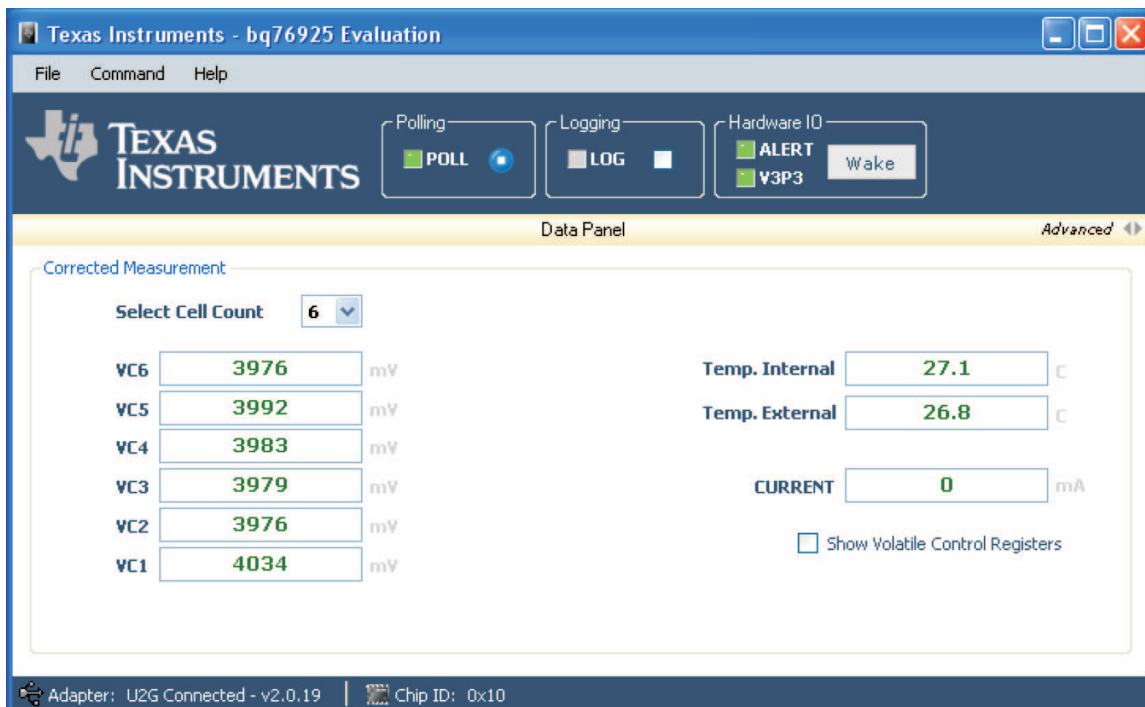 Texas Instruments - bq76925 Evaluation
File Command Help
TEXAS INSTRUMENTS
Polling
POLL
Logging
LOG
Hardware IO
ALERT
V3P3
Wake
Data Panel
Advanced
Corrected Measurement
Select Cell Count 6
VC6 3976 mV
VC5 3992 mV
VC4 3983 mV
VC3 3979 mV
VC2 3976 mV
VC1 4034 mV
Temp. Internal 27.1 C
Temp. External 26.8 C
CURRENT 0 mA
Show Volatile Control Registers
Adapter: U2G Connected - v2.0.19
Chip ID: 0x10